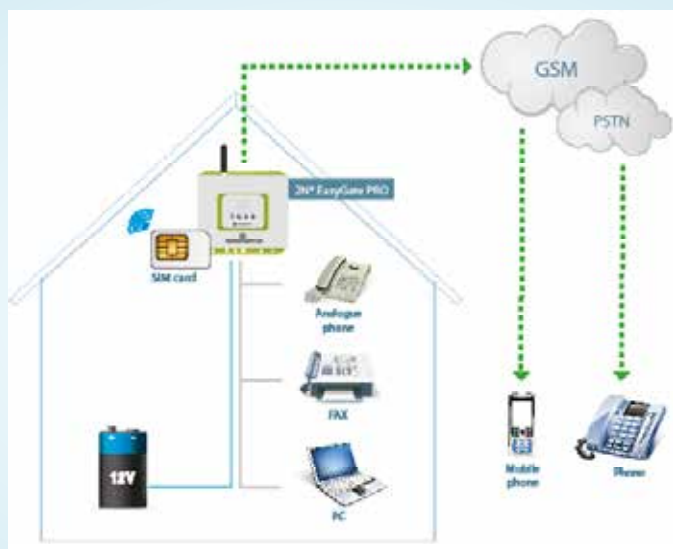 GSM
PSTN
2N® EasyGate PRO
SIM card
Analogue
phone
FAX
12V
PC
Mobile
phone
Phone